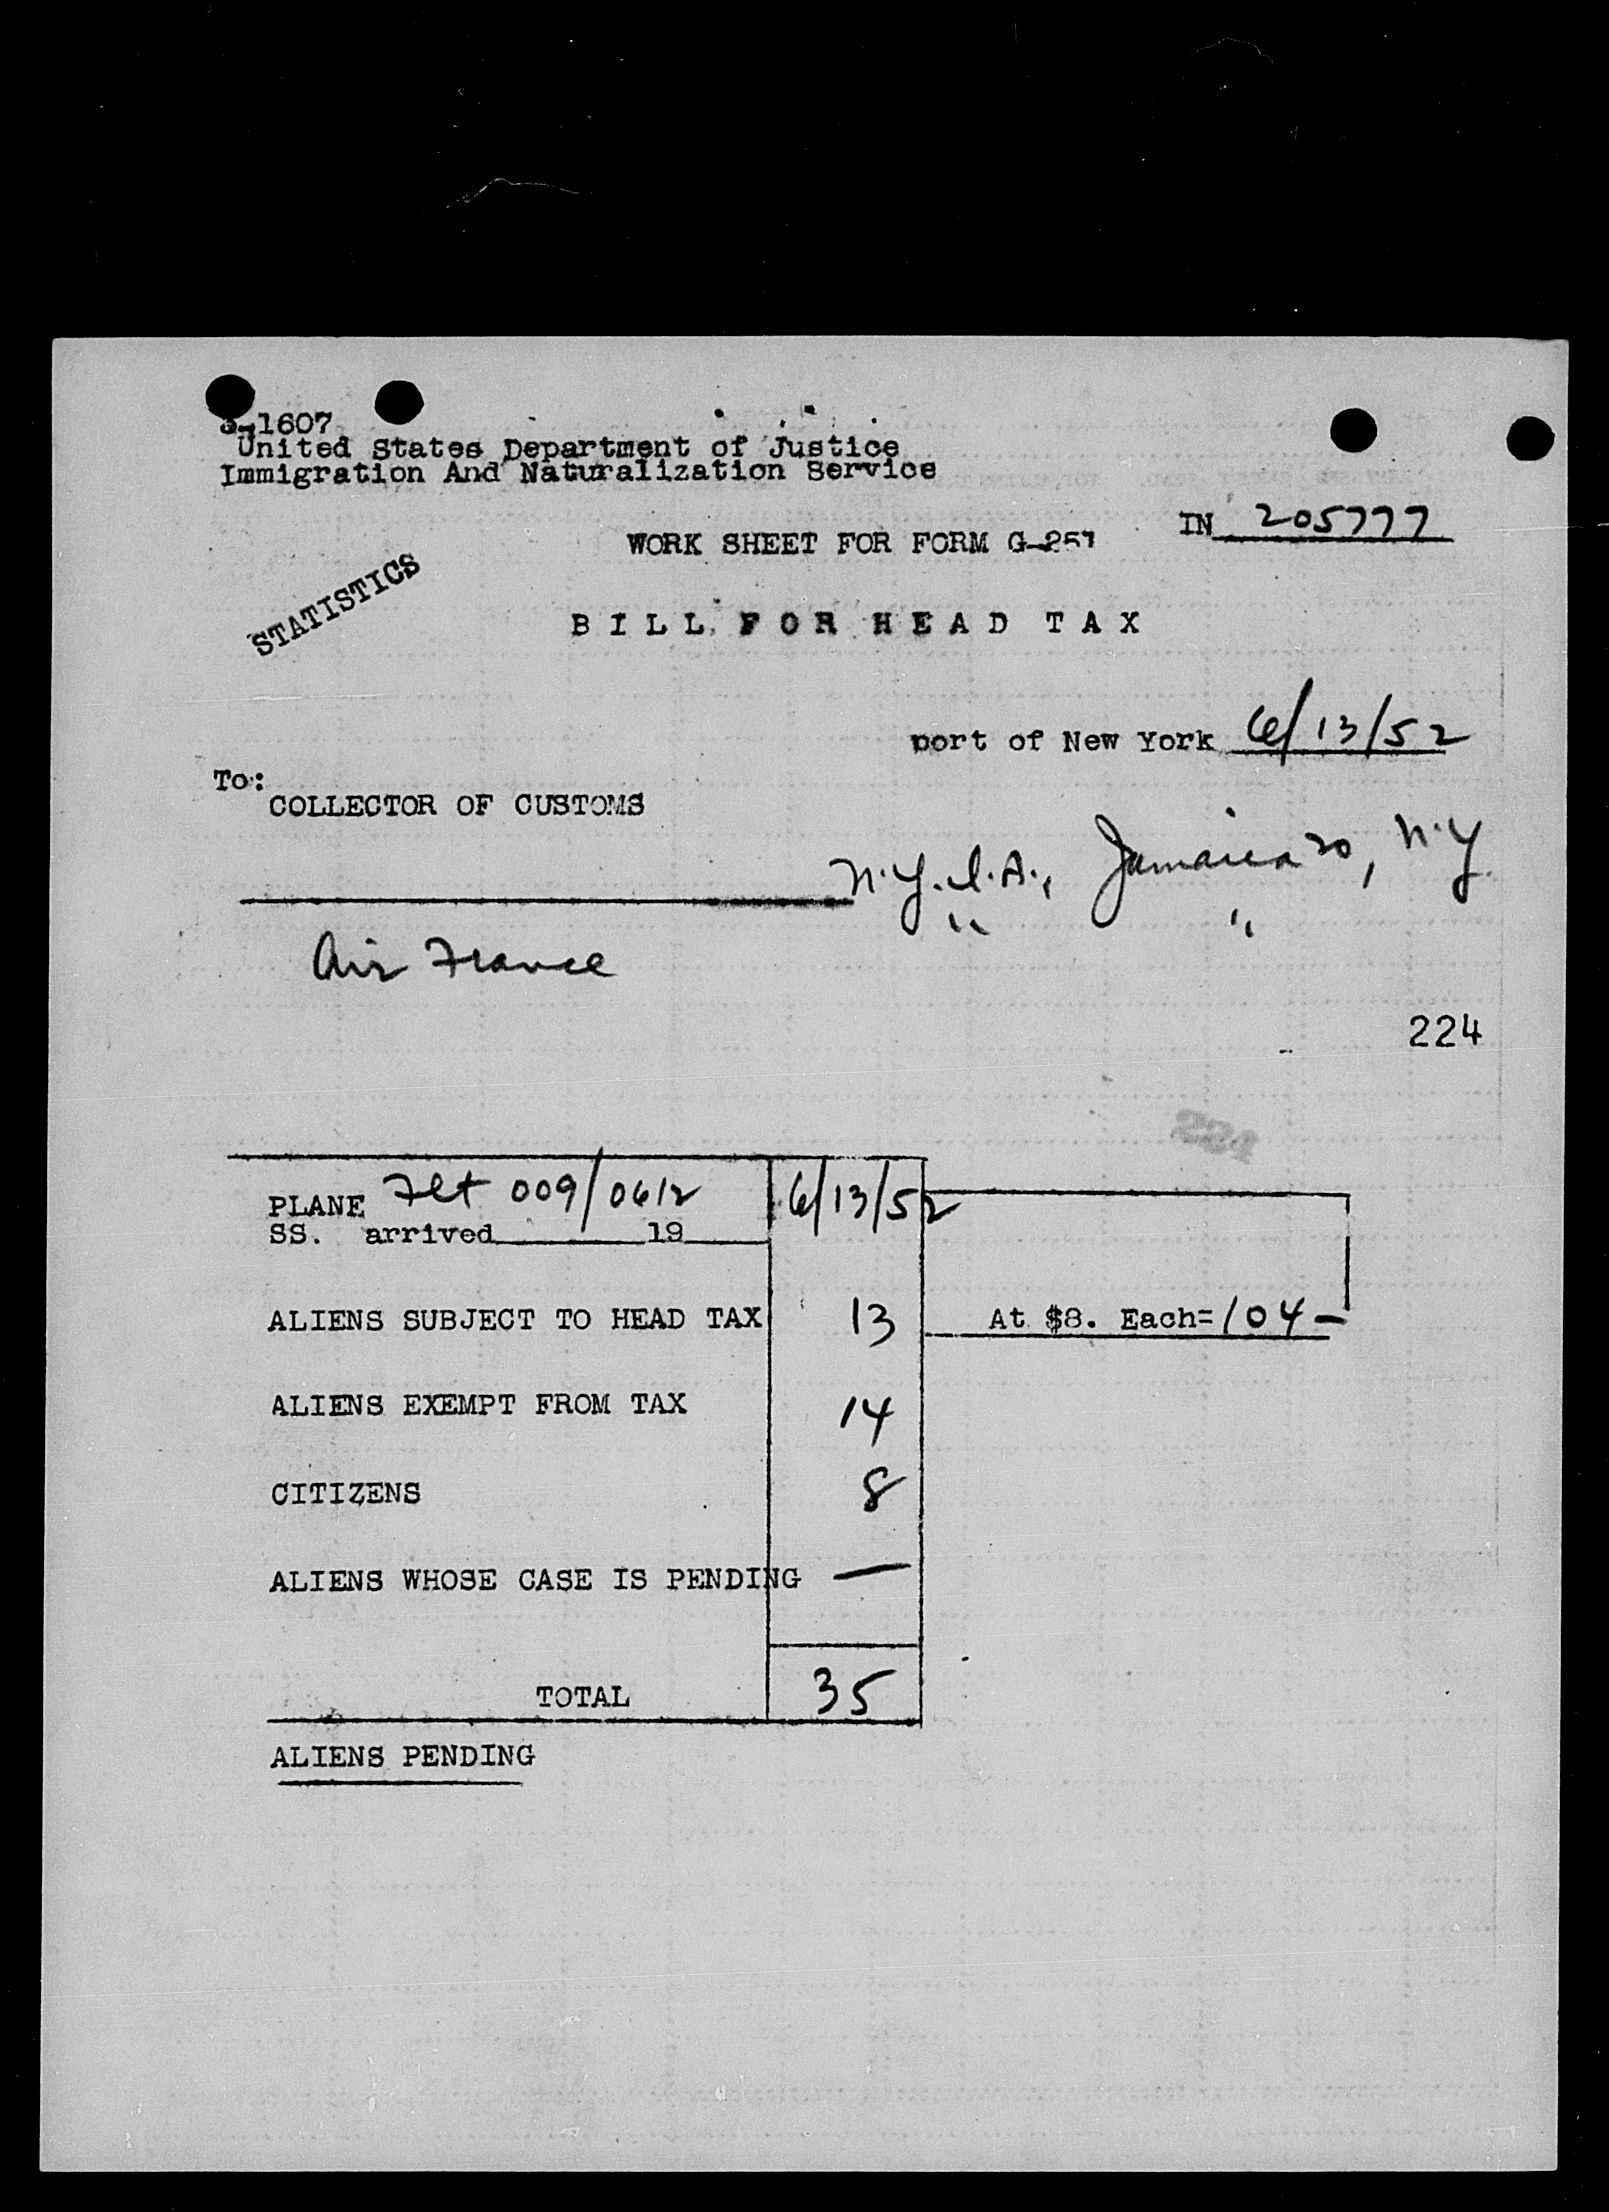 3-1607
United States Department of Justice
Immigration And Naturalization Service
IN 205777
WORK SHEET FOR FORM G-257
STATISTICS
BILL FOR HEAD TAX
port of New York 6/13/52
To:
COLLECTOR OF CUSTOMS
N.Y.I.A., Jamaica 20, N.Y.
" "
Air France
224
224
PLANE Flt 009/0612 6/13/52
SS. arrived 19
ALIENS SUBJECT TO HEAD TAX 13 At $8. Each= 104 —
ALIENS EXEMPT FROM TAX 14
CITIZENS 8
ALIENS WHOSE CASE IS PENDING —
TOTAL 35
ALIENS PENDING